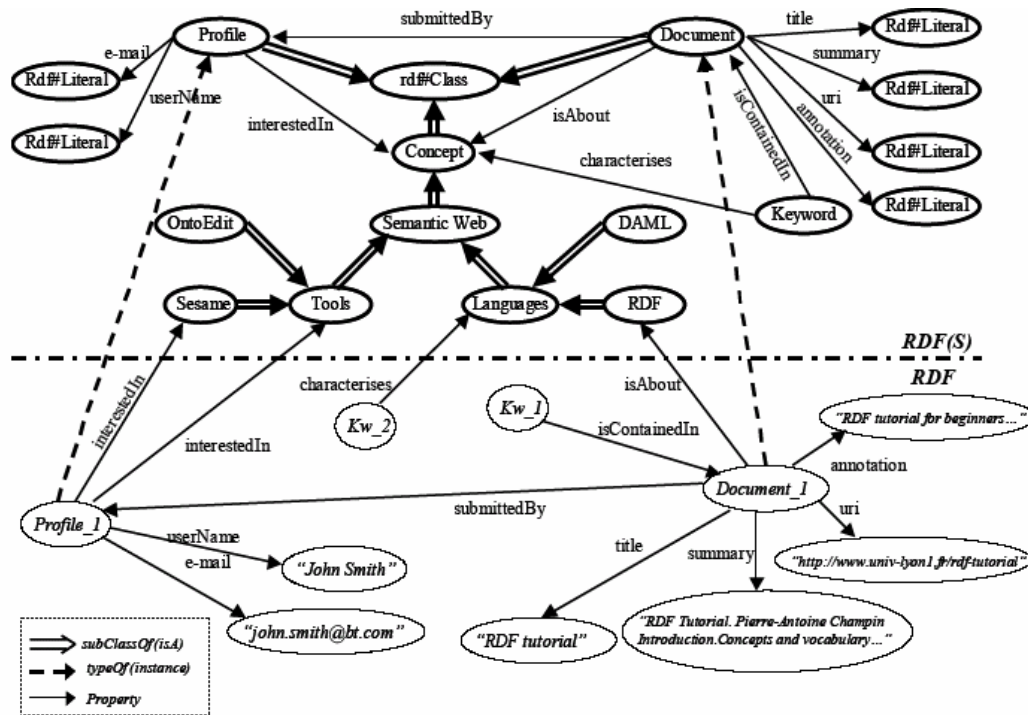 submittedBy
Profile
Document
title
Rdf#Literal
e-mail
summary
Rdf#Literal
rdf#Class
Rdf#Literal
userName
uri
isContainedIn
annotation
interestedIn
isAbout
Rdf#Literal
Concept
Rdf#Literal
characterises
Rdf#Literal
Keyword
OntoEdit
Semantic Web
DAML
Sesame
Tools
Languages
RDF
RDF(S)
RDF
interestedIn
characterises
isAbout
Kw_1
"RDF tutorial for beginners..."
Kw_2
interestedIn
isContainedIn
annotation
Document_1
Profile_1
submittedBy
uri
userName
title
summary
e-mail
"John Smith"
"http://www.univ-lyon1.fr/rdf-tutorial"
"john.smith@bt.com"
"RDF tutorial"
"RDF Tutorial. Pierre-Antoine Champin
Introduction.Concepts and vocabulary..."
subClassOf(isA)
typeOf(instance)
Property